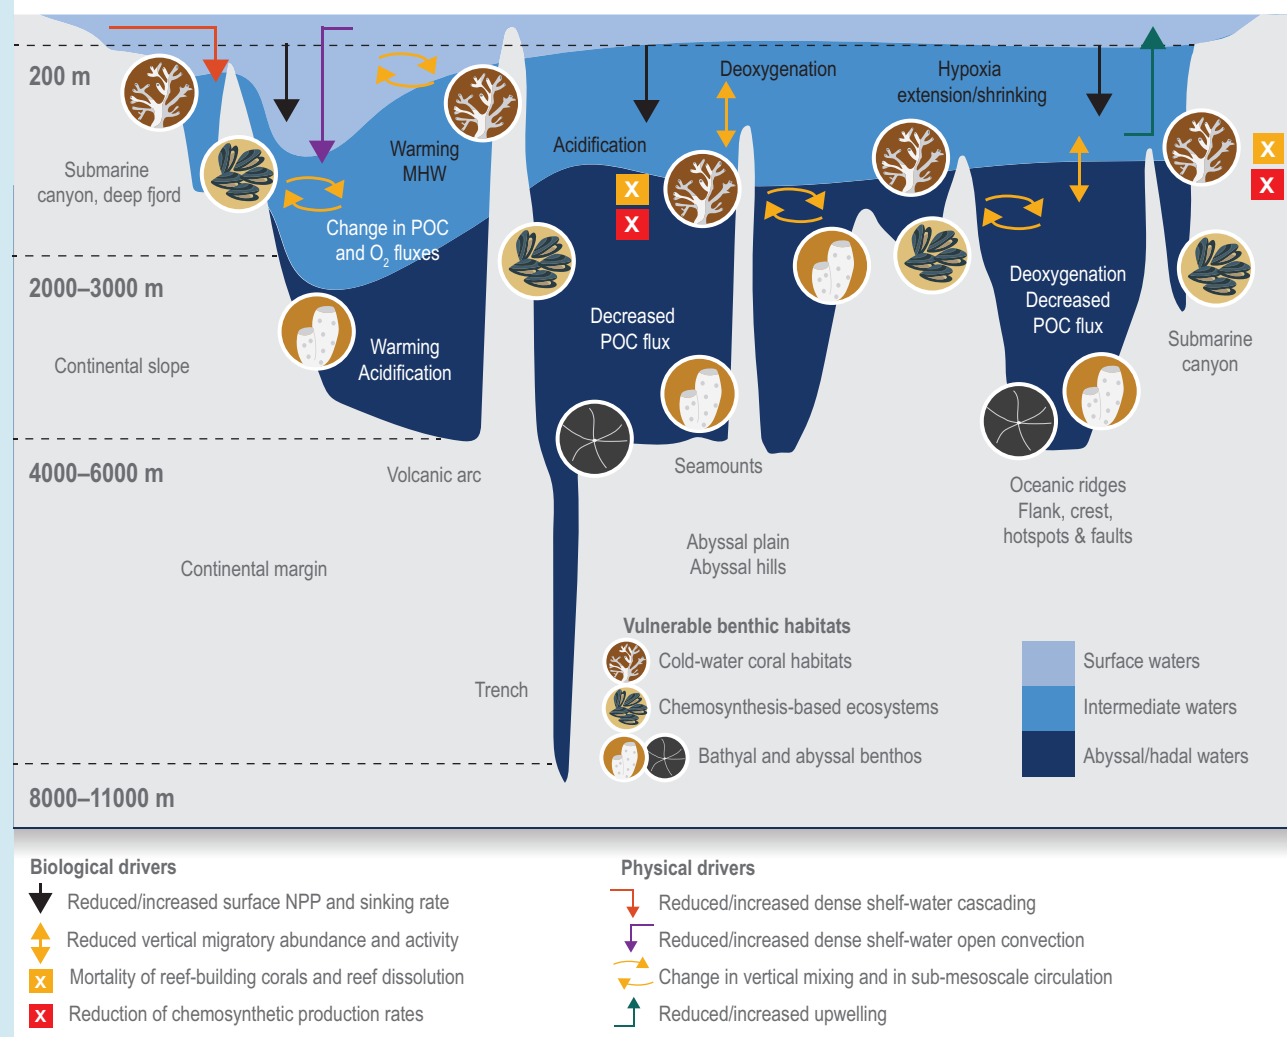 200 m
Submarine
canyon, deep fjord
Warming
MHW
Change in POC
and O2 fluxes
Acidification
Deoxygenation
Hypoxia
extension/shrinking
X
X
X
X
2000–3000 m
Continental slope
Warming
Acidification
Decreased
POC flux
Deoxygenation
Decreased
POC flux
Submarine
canyon
4000–6000 m
Volcanic arc
Seamounts
Oceanic ridges
Flank, crest,
hotspots & faults
Continental margin
Abyssal plain
Abyssal hills
Trench
8000–11000 m
Vulnerable benthic habitats
Cold-water coral habitats
Chemosynthesis-based ecosystems
Bathyal and abyssal benthos
Surface waters
Intermediate waters
Abyssal/hadal waters
Biological drivers
Reduced/increased surface NPP and sinking rate
Reduced vertical migratory abundance and activity
X Mortality of reef-building corals and reef dissolution
X Reduction of chemosynthetic production rates
Physical drivers
Reduced/increased dense shelf-water cascading
Reduced/increased dense shelf-water open convection
Change in vertical mixing and in sub-mesoscale circulation
Reduced/increased upwelling